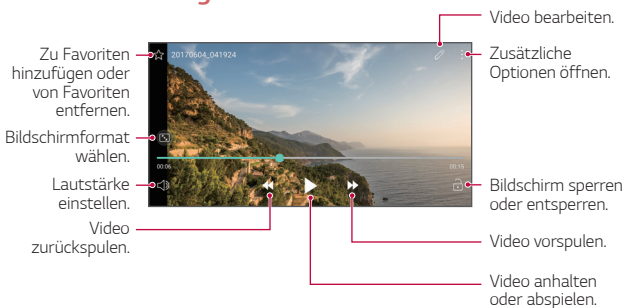 Video bearbeiten.
Zu Favoriten
hinzufügen oder
von Favoriten
entfernen.
20170604_041924
Zusätzliche
Optionen öffnen.
Bildschirmformat
wählen.
00:06
00:15
Lautstärke
einstellen.
Bildschirm sperren
oder entsperren.
Video
zurückspulen.
Video vorspulen.
Video anhalten
oder abspielen.